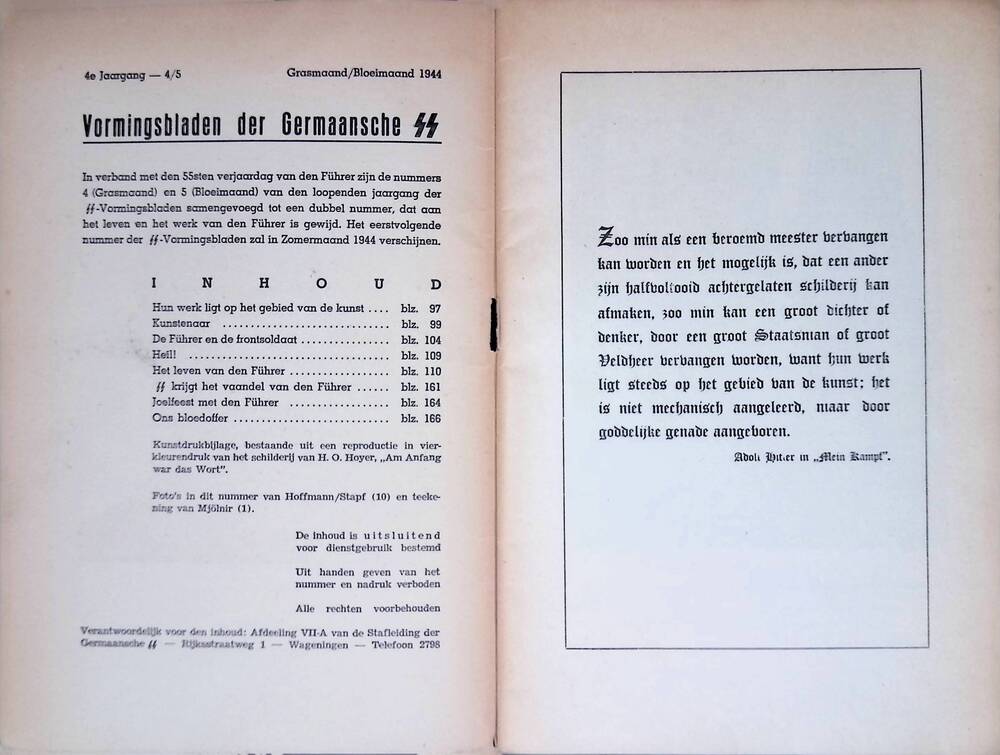 4e Jaargang — 4/5 Grasmaand/Bloeimaand 1944
Vormingsbladen der Germaansche ᛋᛋ
In verband met den 55sten verjaardag van den Führer zijn de nummers
4 (Grasmaand) en 5 (Bloeimaand) van den loopenden jaargang der
ᛋᛋ-Vormingsbladen samengevoegd tot een dubbel nummer, dat aan
het leven en het werk van den Führer is gewijd. Het eerstvolgende
nummer der ᛋᛋ-Vormingsbladen zal in Zomermaand 1944 verschijnen.
I N H O U D
Hun werk ligt op het gebied van de kunst .... blz. 97
Kunstenaar ............................. blz. 99
De Führer en de frontsoldaat ............... blz. 104
Heil! .................................. blz. 109
Het leven van den Führer ................. blz. 110
ᛋᛋ krijgt het vaandel van den Führer ...... blz. 161
Joelfeest met den Führer ................. blz. 164
Ons bloedoffer ........................... blz. 166
Kunstdrukbijlage, bestaande uit een reproductie in vier-
kleurendruk van het schilderij van H. O. Hoyer, „Am Anfang
war das Wort".
Foto's in dit nummer van Hoffmann/Stapf (10) en teeke-
ning van Mjölnir (1).
De inhoud is uitsluitend
voor dienstgebruik bestemd
Uit handen geven van het
nummer en nadruk verboden
Alle rechten voorbehouden
Verantwoordelijk voor den inhoud: Afdeeling VII-A van de Stafleiding der
Germaansche ᛋᛋ — Rijksstraatweg 1 — Wageningen — Telefoon 2798
Zoo min als een beroemd meester vervangen
kan worden en het mogelijk is, dat een ander
zijn halfvoltooid achtergelaten schilderij kan
afmaken, zoo min kan een groot dichter of
denker, door een groot Staatsman of groot
Veldheer vervangen worden, want hun werk
ligt steeds op het gebied van de kunst; het
is niet mechanisch aangeleerd, maar door
goddelijke genade aangeboren.
Adolf Hitler in „Mein Kampf".